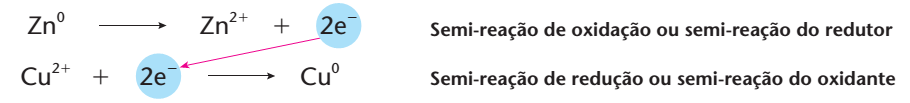 Zn⁰ ⟶ Zn²⁺ + 2e⁻ Semi-reação de oxidação ou semi-reação do redutor
Cu²⁺ + 2e⁻ ⟶ Cu⁰ Semi-reação de redução ou semi-reação do oxidante